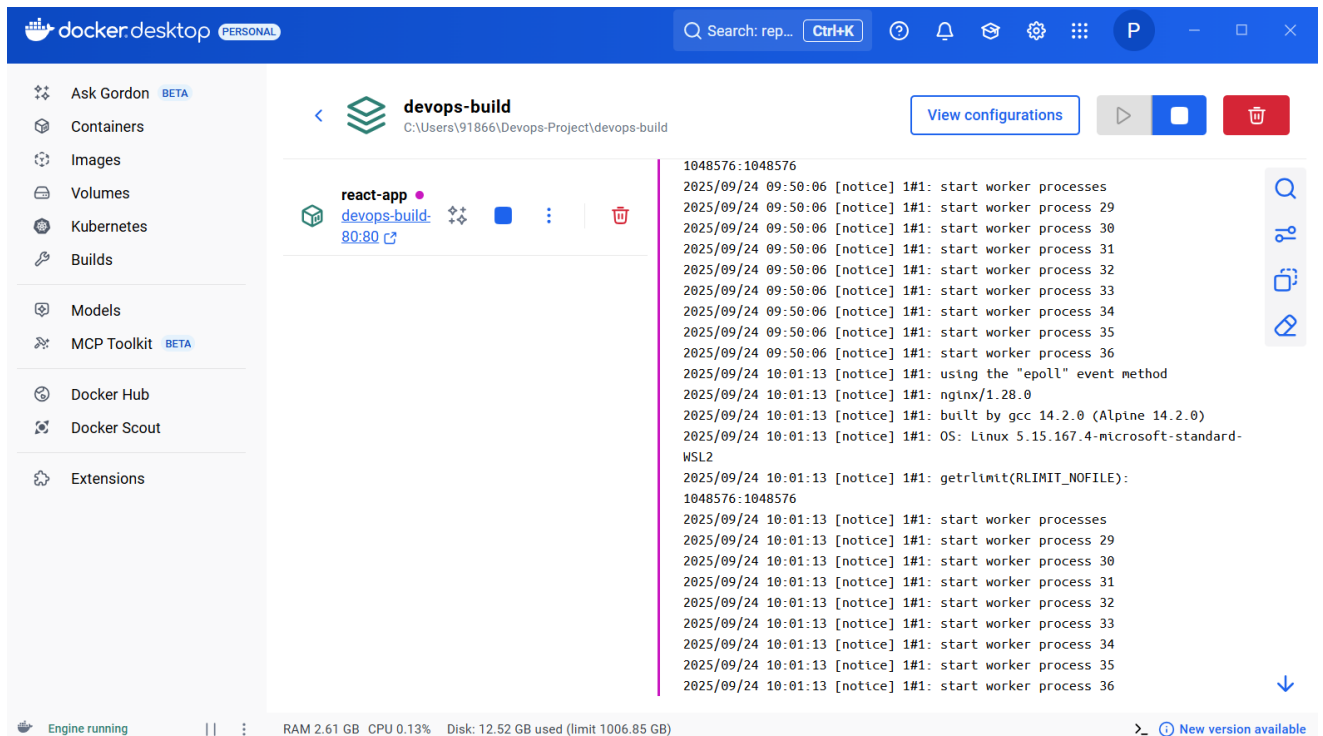 docker.desktop PERSONAL
Search: rep... Ctrl+K
P
Ask Gordon BETA
Containers
Images
Volumes
Kubernetes
Builds
Models
MCP Toolkit BETA
Docker Hub
Docker Scout
Extensions
devops-build
C:\Users\91866\Devops-Project\devops-build
View configurations
react-app
devops-build-
80:80
1048576:1048576
2025/09/24 09:50:06 [notice] 1#1: start worker processes
2025/09/24 09:50:06 [notice] 1#1: start worker process 29
2025/09/24 09:50:06 [notice] 1#1: start worker process 30
2025/09/24 09:50:06 [notice] 1#1: start worker process 31
2025/09/24 09:50:06 [notice] 1#1: start worker process 32
2025/09/24 09:50:06 [notice] 1#1: start worker process 33
2025/09/24 09:50:06 [notice] 1#1: start worker process 34
2025/09/24 09:50:06 [notice] 1#1: start worker process 35
2025/09/24 09:50:06 [notice] 1#1: start worker process 36
2025/09/24 10:01:13 [notice] 1#1: using the "epoll" event method
2025/09/24 10:01:13 [notice] 1#1: nginx/1.28.0
2025/09/24 10:01:13 [notice] 1#1: built by gcc 14.2.0 (Alpine 14.2.0)
2025/09/24 10:01:13 [notice] 1#1: OS: Linux 5.15.167.4-microsoft-standard-
WSL2
2025/09/24 10:01:13 [notice] 1#1: getrlimit(RLIMIT_NOFILE):
1048576:1048576
2025/09/24 10:01:13 [notice] 1#1: start worker processes
2025/09/24 10:01:13 [notice] 1#1: start worker process 29
2025/09/24 10:01:13 [notice] 1#1: start worker process 30
2025/09/24 10:01:13 [notice] 1#1: start worker process 31
2025/09/24 10:01:13 [notice] 1#1: start worker process 32
2025/09/24 10:01:13 [notice] 1#1: start worker process 33
2025/09/24 10:01:13 [notice] 1#1: start worker process 34
2025/09/24 10:01:13 [notice] 1#1: start worker process 35
2025/09/24 10:01:13 [notice] 1#1: start worker process 36
Engine running
RAM 2.61 GB CPU 0.13% Disk: 12.52 GB used (limit 1006.85 GB)
New version available